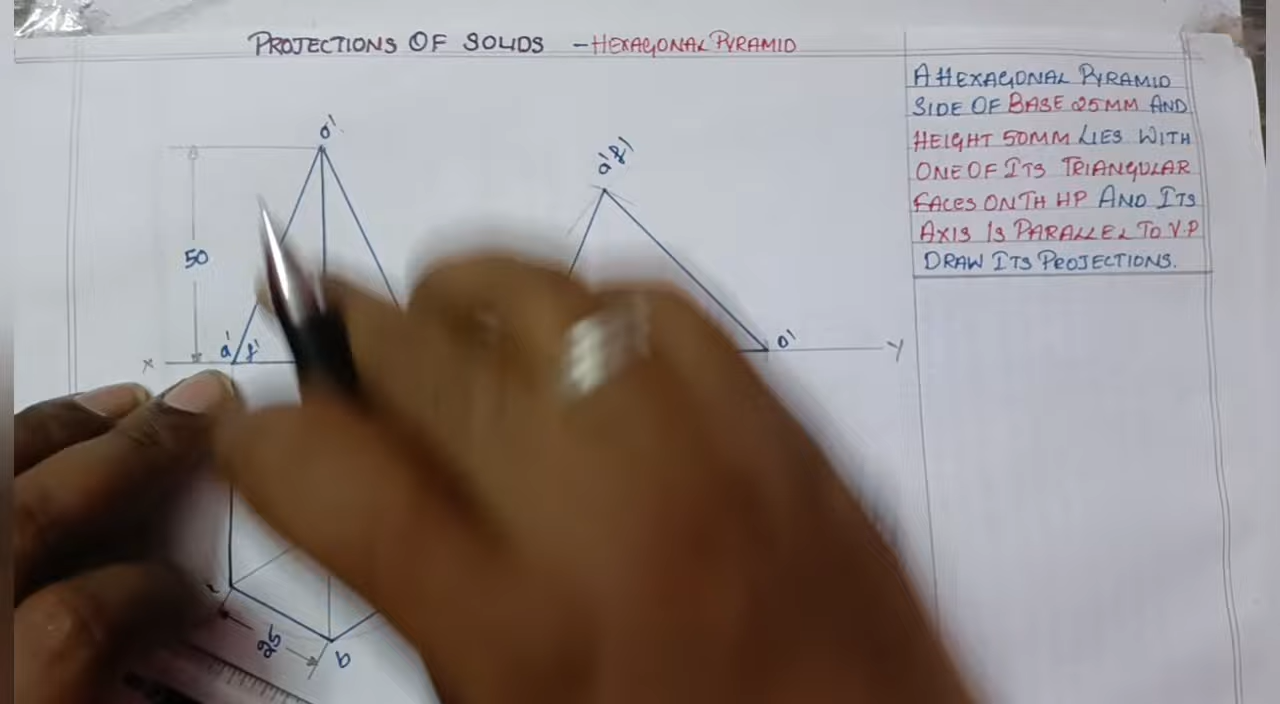 PROJECTIONS OF SOLIDS - HEXAGONAL PYRAMID
A HEXAGONAL PYRAMID
SIDE OF BASE 25MM AND
HEIGHT 50MM LIES WITH
ONE OF ITS TRIANGULAR
FACES ON TH HP AND ITS
AXIS IS PARALLEL TO V.P
DRAW ITS PROJECTIONS.
o'
a' f'
50
a' f'
o'
X
Y
25
b